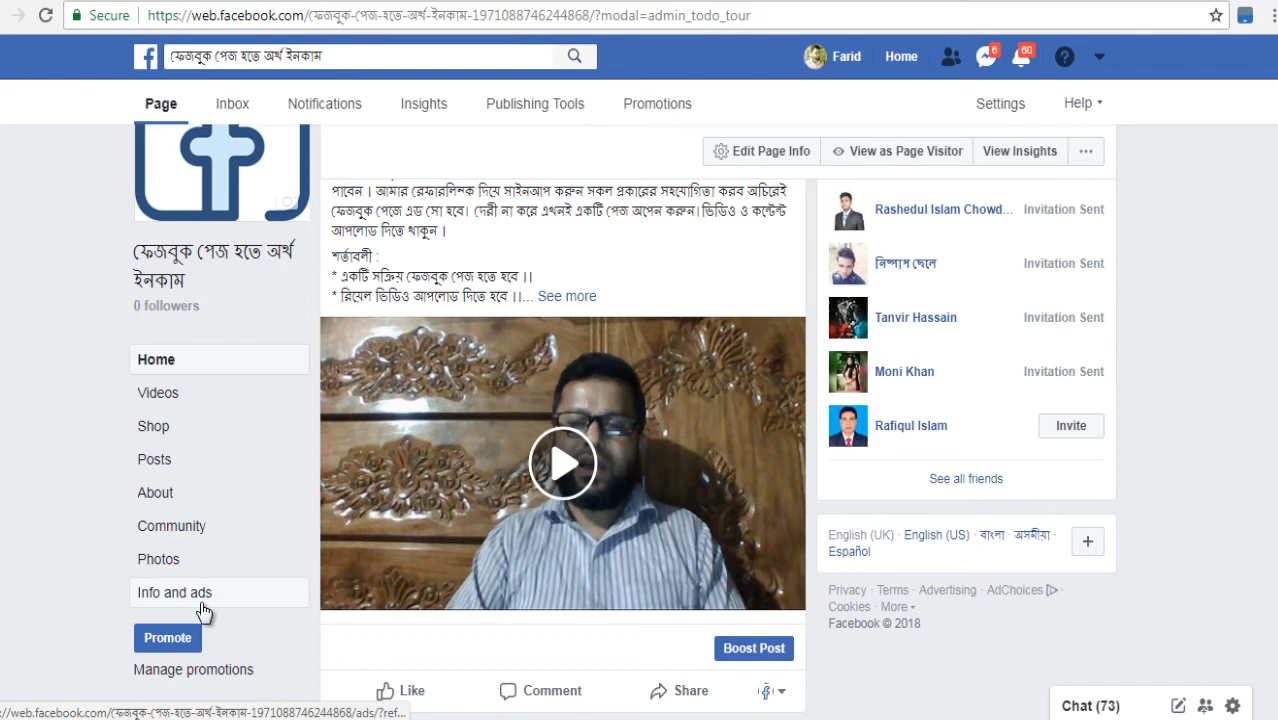 Secure https://web.facebook.com/ফেজবুক-পেজ-হতে-অর্থ-ইনকাম-1971088746244868/?modal=admin_todo_tour
ফেজবুক পেজ হতে অর্থ ইনকাম
Farid Home 6 60
Page Inbox Notifications Insights Publishing Tools Promotions Settings Help
Edit Page Info View as Page Visitor View Insights
ফেজবুক পেজ হতে অর্থ
ইনকাম
0 followers
Home
Videos
Shop
Posts
About
Community
Photos
Info and ads
Promote
Manage promotions
পাবেন । আমার রেফারলিঙ্ক দিয়ে সাইনআপ করুন সকল প্রকারের সহযোগিতা করব অচিরেই
ফেজবুক পেজে এড সো হবে। দেরী না করে এখনই একটি পেজ অপেন করুন।ভিডিও ও কন্টেন্ট
আপলোড দিতে থাকুন ।
শর্তাবলী :
* একটি সক্রিয় ফেজবুক পেজ হতে হবে ।।
* রিয়েল ভিডিও আপলোড দিতে হবে ।।... See more
Boost Post
Like Comment Share
Rashedul Islam Chowd... Invitation Sent
নিষ্পাপ ছেলে Invitation Sent
Tanvir Hassain Invitation Sent
Moni Khan Invitation Sent
Rafiqul Islam Invite
See all friends
English (UK) · English (US) · বাংলা · অসমীয়া ·
Español
Privacy · Terms · Advertising · AdChoices ·
Cookies · More
Facebook © 2018
Chat (73)
://web.facebook.com/ফেজবুক-পেজ-হতে-অর্থ-ইনকাম-1971088746244868/ads/?ref...